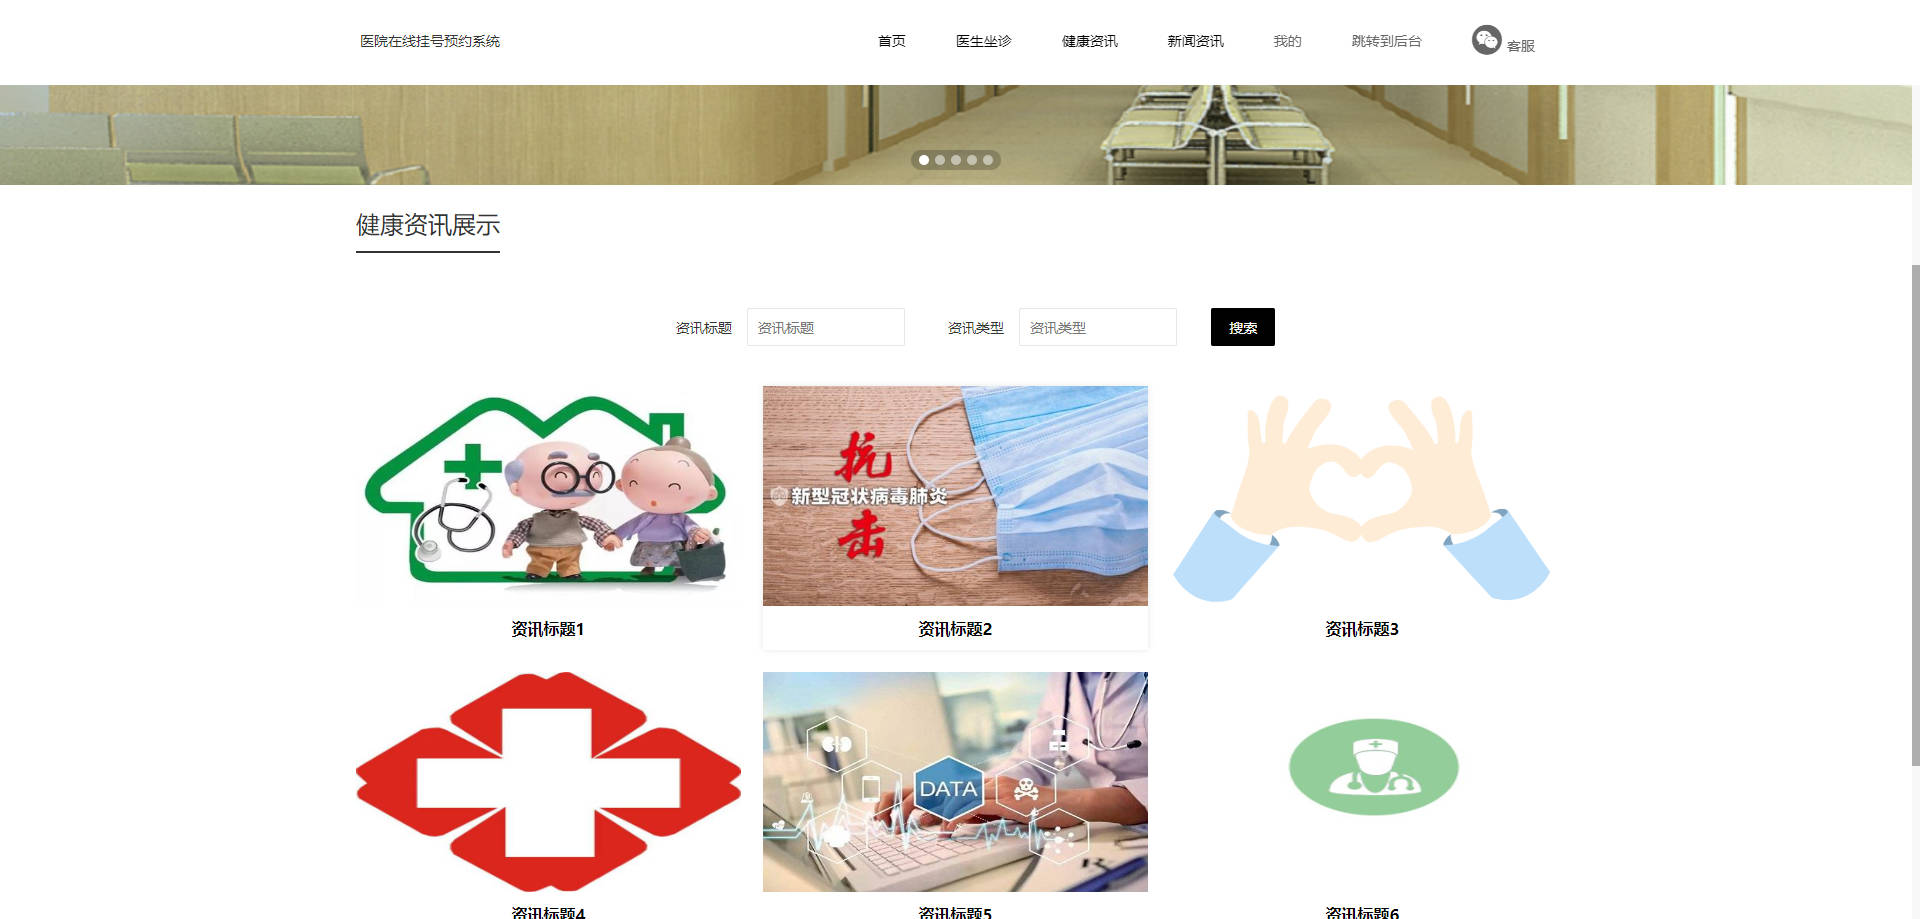 医院在线挂号预约系统 首页 医生坐诊 健康资讯 新闻资讯 我的 跳转到后台 客服
健康资讯展示
资讯标题 资讯标题 资讯类型 资讯类型 搜索
抗
新型冠状病毒肺炎
击
资讯标题1 资讯标题2 资讯标题3
DATA
资讯标题4 资讯标题5 资讯标题6